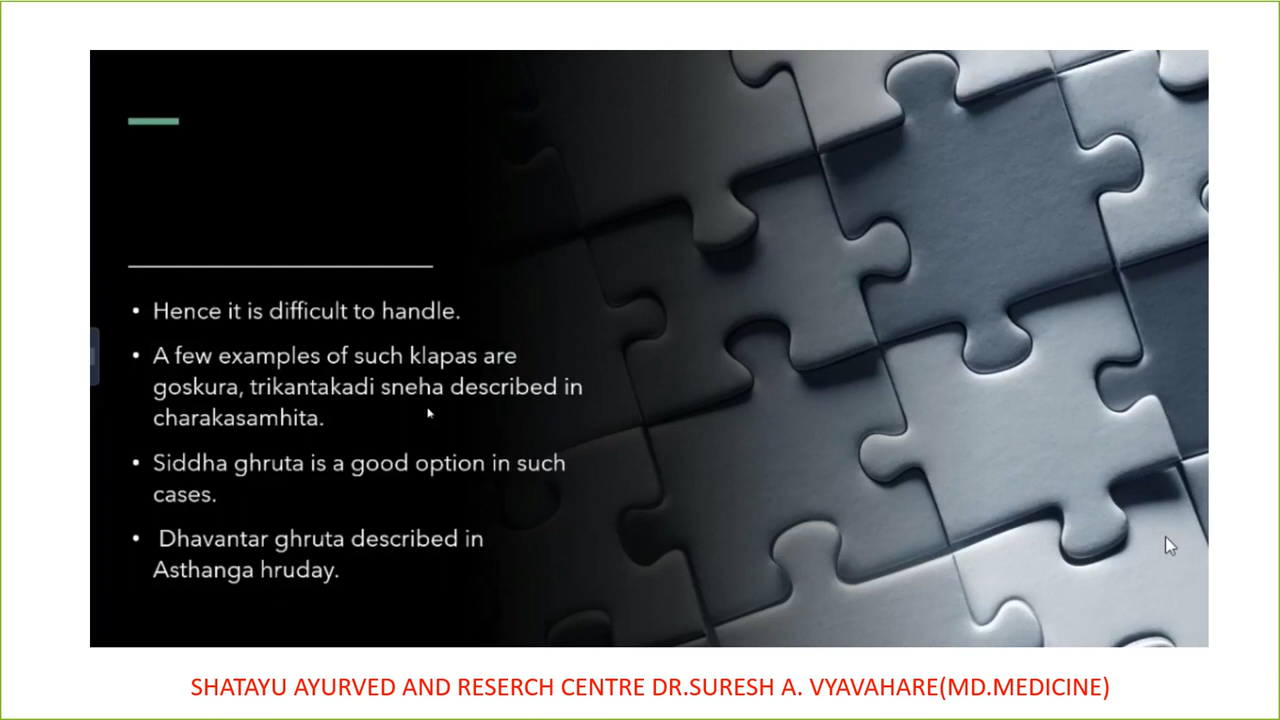 • Hence it is difficult to handle.
• A few examples of such klapas are
goskura, trikantakadi sneha described in
charakasamhita.
• Siddha ghruta is a good option in such
cases.
• Dhavantar ghruta described in
Asthanga hruday.
SHATAYU AYURVED AND RESERCH CENTRE DR.SURESH A. VYAVAHARE(MD.MEDICINE)